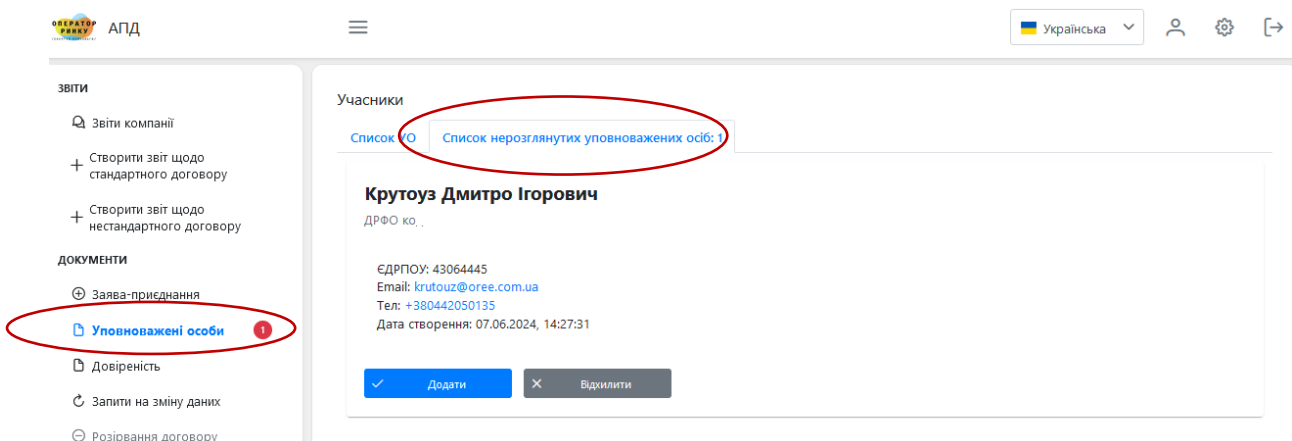 ОПЕРАТОР
РИНКУ
АПД
Українська
ЗВІТИ
Звіти компанії
Створити звіт щодо
стандартного договору
Створити звіт щодо
нестандартного договору
ДОКУМЕНТИ
Заява-приєднання
Уповноважені особи 1
Довіреність
Запити на зміну даних
Розірвання договору
Учасники
Список УО Список нерозглянутих уповноважених осіб: 1
Крутоуз Дмитро Ігорович
ДРФО ко
ЄДРПОУ: 43064445
Email: krutouz@oree.com.ua
Тел: +380442050135
Дата створення: 07.06.2024, 14:27:31
Додати Відхилити